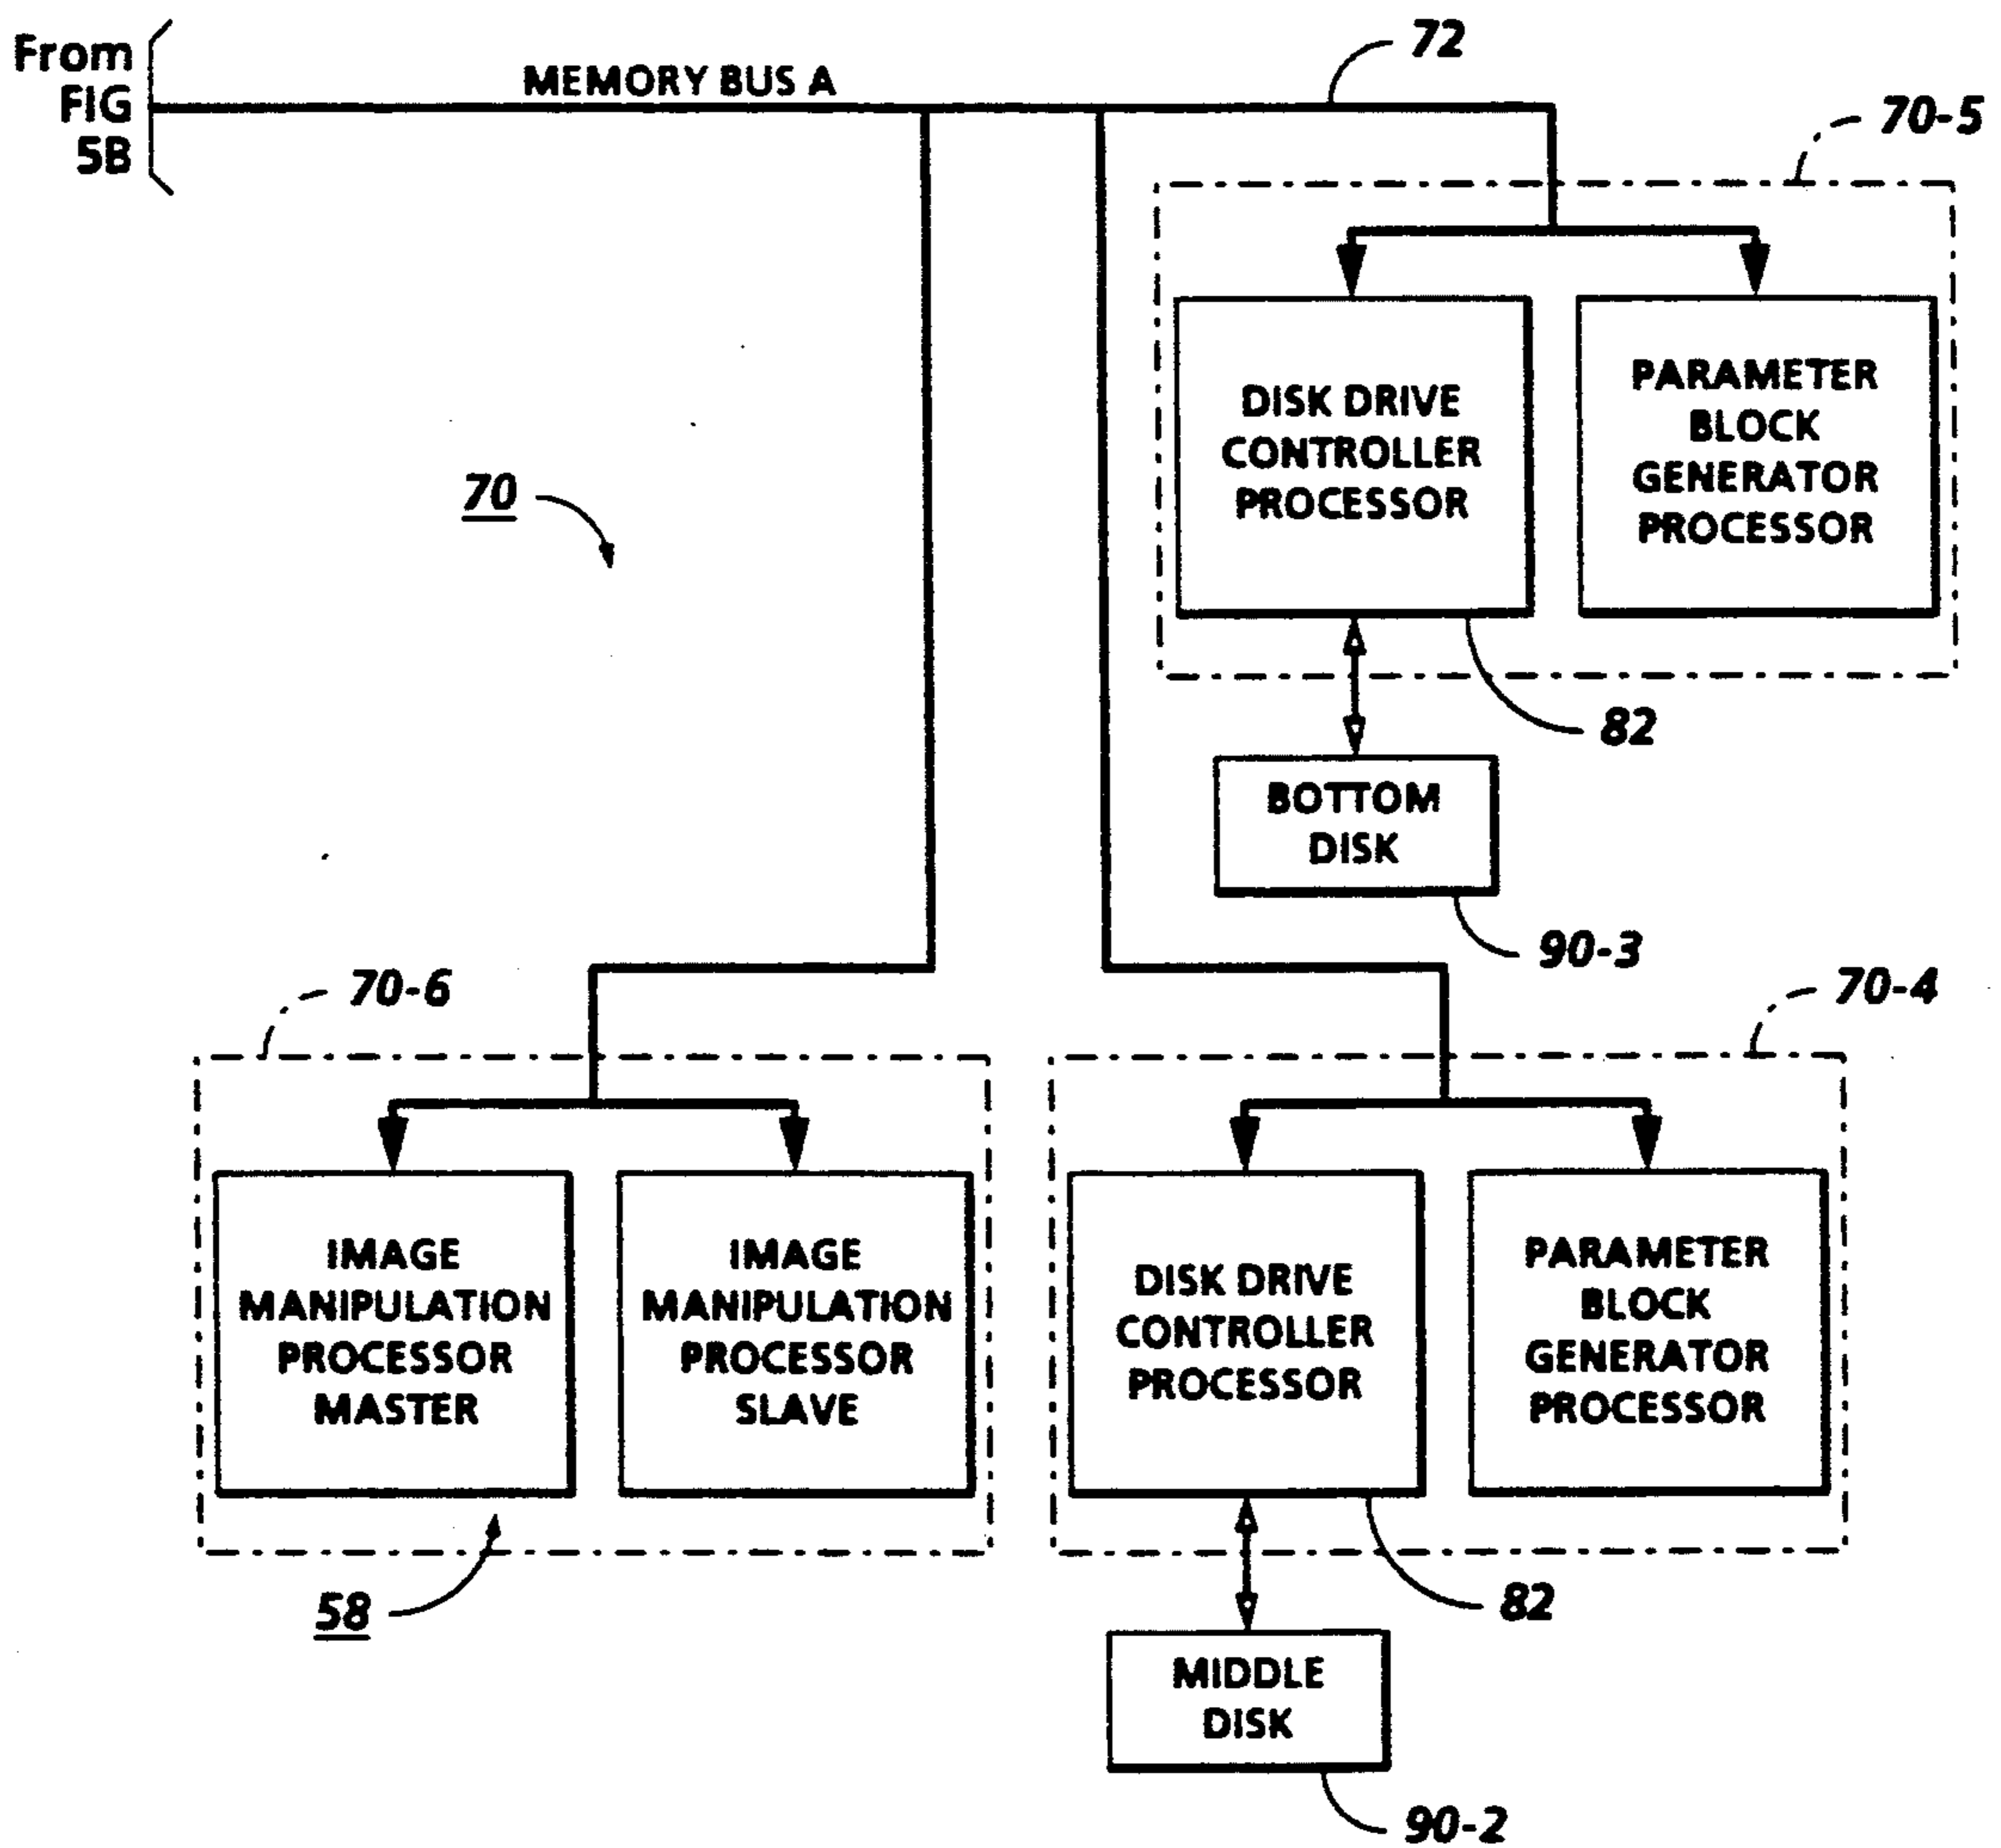 From
FIG
5B
MEMORY BUS A
72
70-5
DISK DRIVE
CONTROLLER
PROCESSOR
PARAMETER
BLOCK
GENERATOR
PROCESSOR
70
82
BOTTOM
DISK
90-3
70-6
70-4
IMAGE
MANIPULATION
PROCESSOR
MASTER
IMAGE
MANIPULATION
PROCESSOR
SLAVE
DISK DRIVE
CONTROLLER
PROCESSOR
PARAMETER
BLOCK
GENERATOR
PROCESSOR
58
82
MIDDLE
DISK
90-2